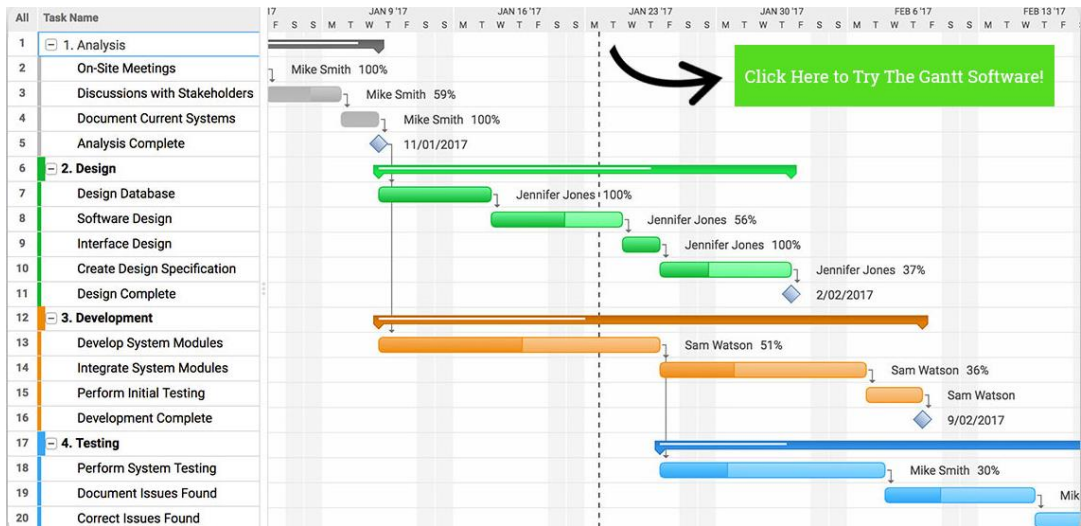 All Task Name 17 JAN 9 '17 JAN 16 '17 JAN 23 '17 JAN 30 '17 FEB 6 '17 FEB 13 '17
F S S M T W T F S S M T W T F S S M T W T F S S M T W T F S S M T W T F S S M T W T F
1 1. Analysis
2 On-Site Meetings Mike Smith 100%
Click Here to Try The Gantt Software!
3 Discussions with Stakeholders Mike Smith 59%
4 Document Current Systems Mike Smith 100%
5 Analysis Complete 11/01/2017
6 2. Design
7 Design Database Jennifer Jones 100%
8 Software Design Jennifer Jones 56%
9 Interface Design Jennifer Jones 100%
10 Create Design Specification Jennifer Jones 37%
11 Design Complete 2/02/2017
12 3. Development
13 Develop System Modules Sam Watson 51%
14 Integrate System Modules Sam Watson 36%
15 Perform Initial Testing Sam Watson
16 Development Complete 9/02/2017
17 4. Testing
18 Perform System Testing Mike Smith 30%
19 Document Issues Found Mik
20 Correct Issues Found